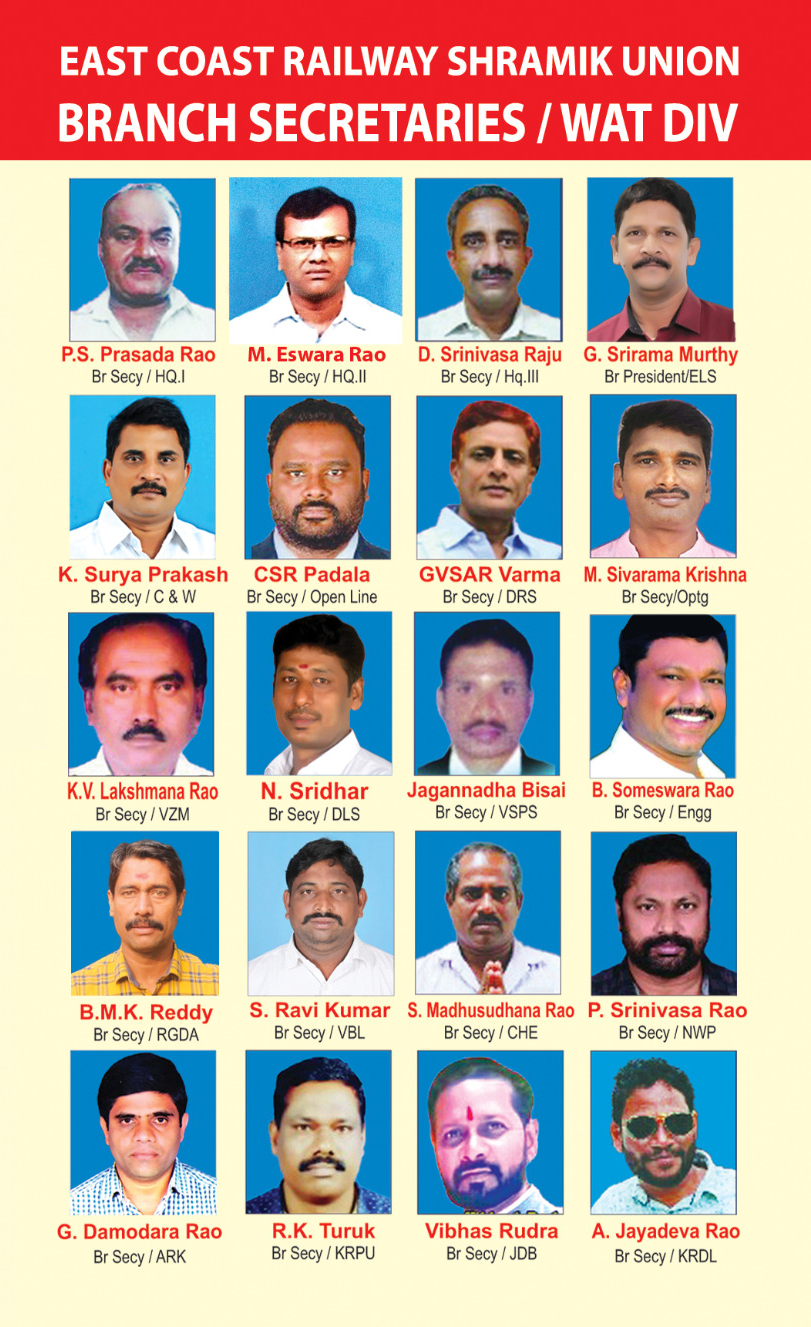 EAST COAST RAILWAY SHRAMIK UNION
BRANCH SECRETARIES / WAT DIV
P.S. Prasada Rao
Br Secy / HQ.I
M. Eswara Rao
Br Secy / HQ.II
D. Srinivasa Raju
Br Secy / Hq.III
G. Srirama Murthy
Br President/ELS
K. Surya Prakash
Br Secy / C & W
CSR Padala
Br Secy / Open Line
GVSAR Varma
Br Secy / DRS
M. Sivarama Krishna
Br Secy/Optg
K.V. Lakshmana Rao
Br Secy / VZM
N. Sridhar
Br Secy / DLS
Jagannadha Bisai
Br Secy / VSPS
B. Someswara Rao
Br Secy / Engg
B.M.K. Reddy
Br Secy / RGDA
S. Ravi Kumar
Br Secy / VBL
S. Madhusudhana Rao
Br Secy / CHE
P. Srinivasa Rao
Br Secy / NWP
G. Damodara Rao
Br Secy / ARK
R.K. Turuk
Br Secy / KRPU
Vibhas Rudra
Br Secy / JDB
A. Jayadeva Rao
Br Secy / KRDL